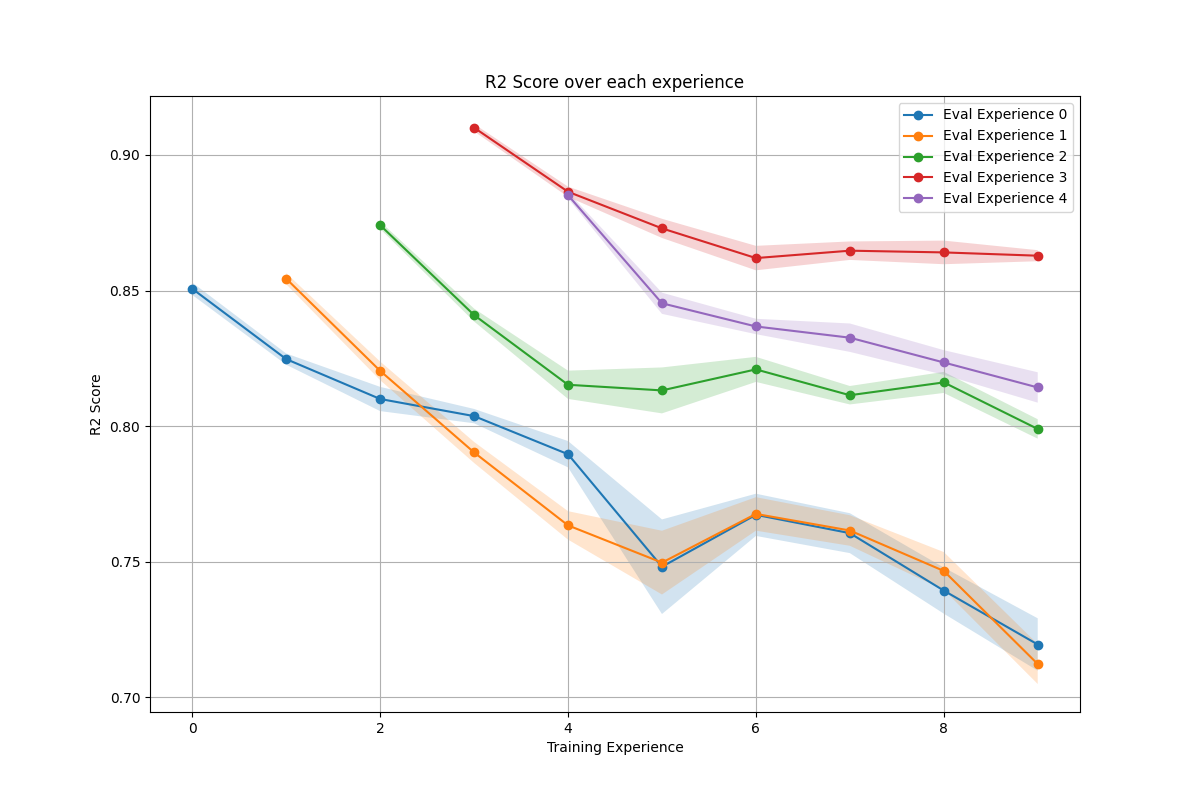 R2 Score over each experience
Eval Experience 0
Eval Experience 1
Eval Experience 2
Eval Experience 3
Eval Experience 4
0.90
0.85
0.80
0.75
0.70
R2 Score
0 2 4 6 8
Training Experience